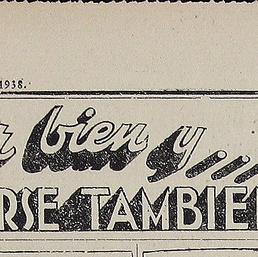 1938.
r bien y ...
RSE TAMBIE